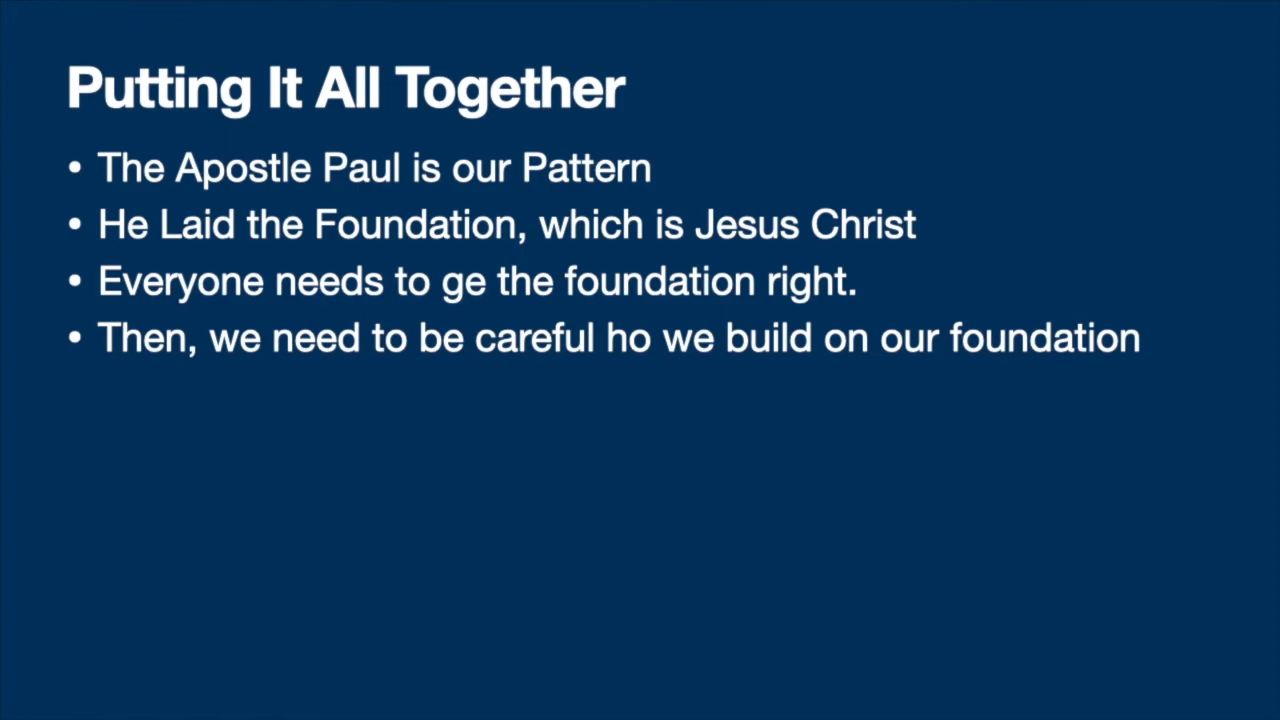 Putting It All Together
• The Apostle Paul is our Pattern
• He Laid the Foundation, which is Jesus Christ
• Everyone needs to ge the foundation right.
• Then, we need to be careful ho we build on our foundation